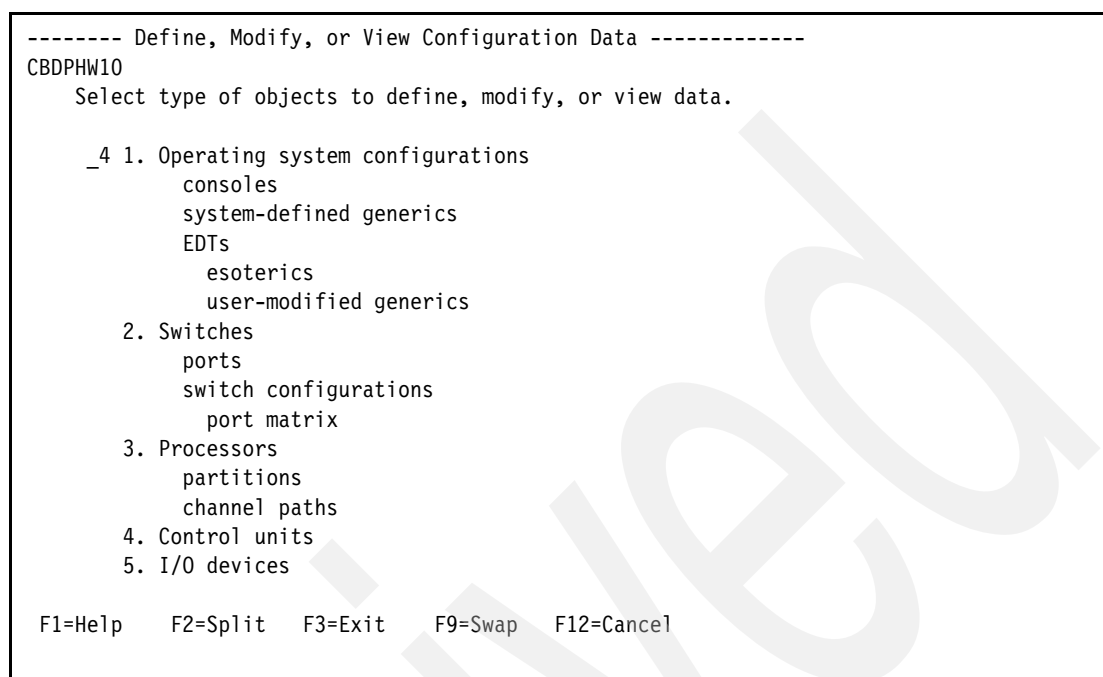 -------- Define, Modify, or View Configuration Data -------------
CBDPHW10
Select type of objects to define, modify, or view data.
_4 1. Operating system configurations
consoles
system-defined generics
EDTs
esoterics
user-modified generics
2. Switches
ports
switch configurations
port matrix
3. Processors
partitions
channel paths
4. Control units
5. I/O devices
F1=Help F2=Split F3=Exit F9=Swap F12=Cancel
ived